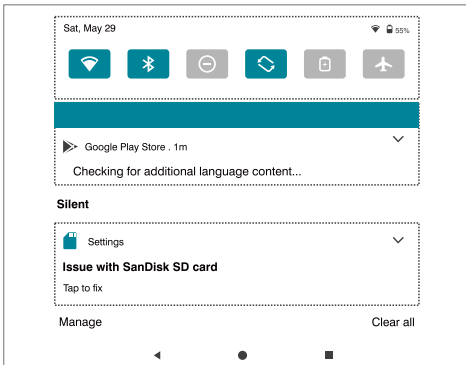 Sat, May 29
55%
Google Play Store . 1m
Checking for additional language content...
Silent
Settings
Issue with SanDisk SD card
Tap to fix
Manage
Clear all